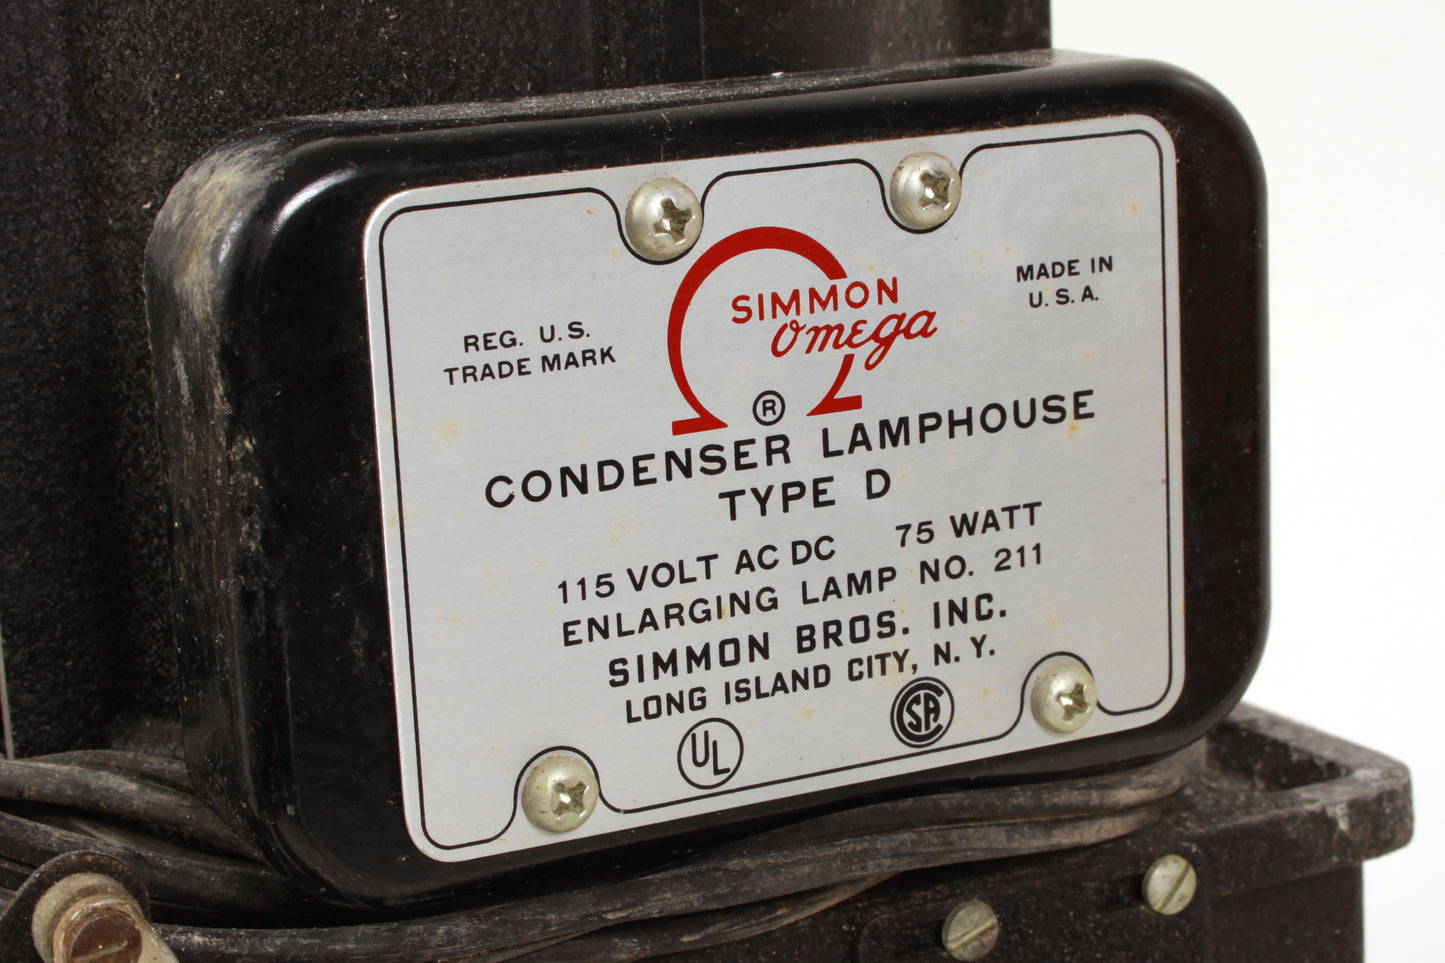 SIMMON
Omega
®
REG. U.S.
TRADE MARK
MADE IN
U.S.A.
CONDENSER LAMPHOUSE
TYPE D
115 VOLT AC DC 75 WATT
ENLARGING LAMP NO. 211
SIMMON BROS. INC.
LONG ISLAND CITY, N.Y.
UL
CSA